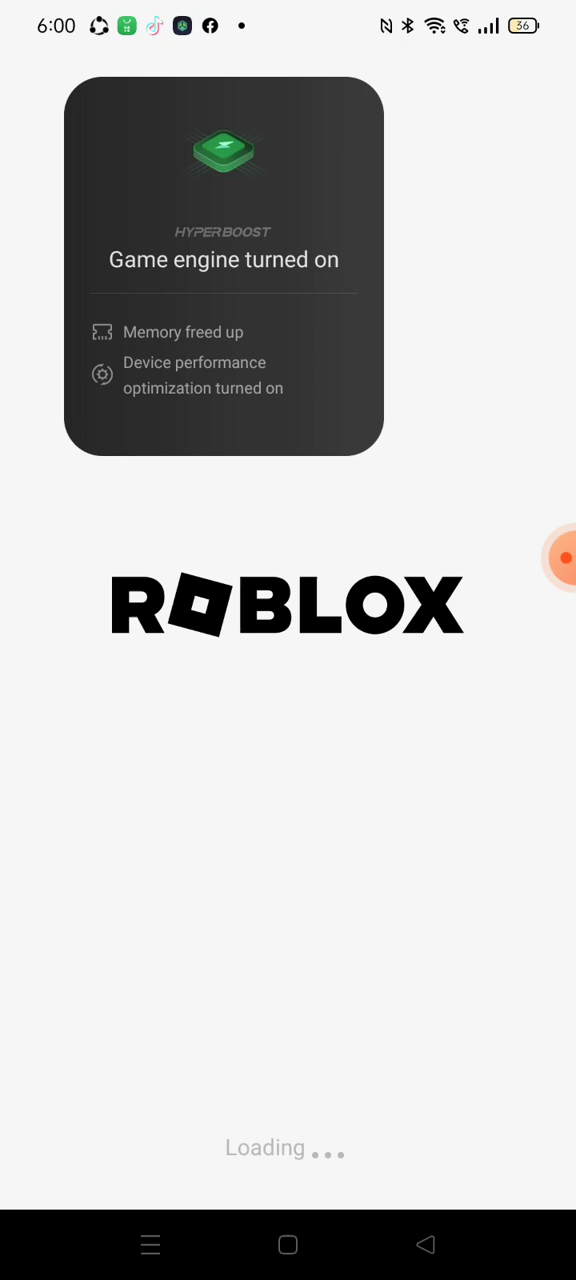 6:00
36
HYPERBOOST
Game engine turned on
Memory freed up
Device performance
optimization turned on
ROBLOX
Loading...